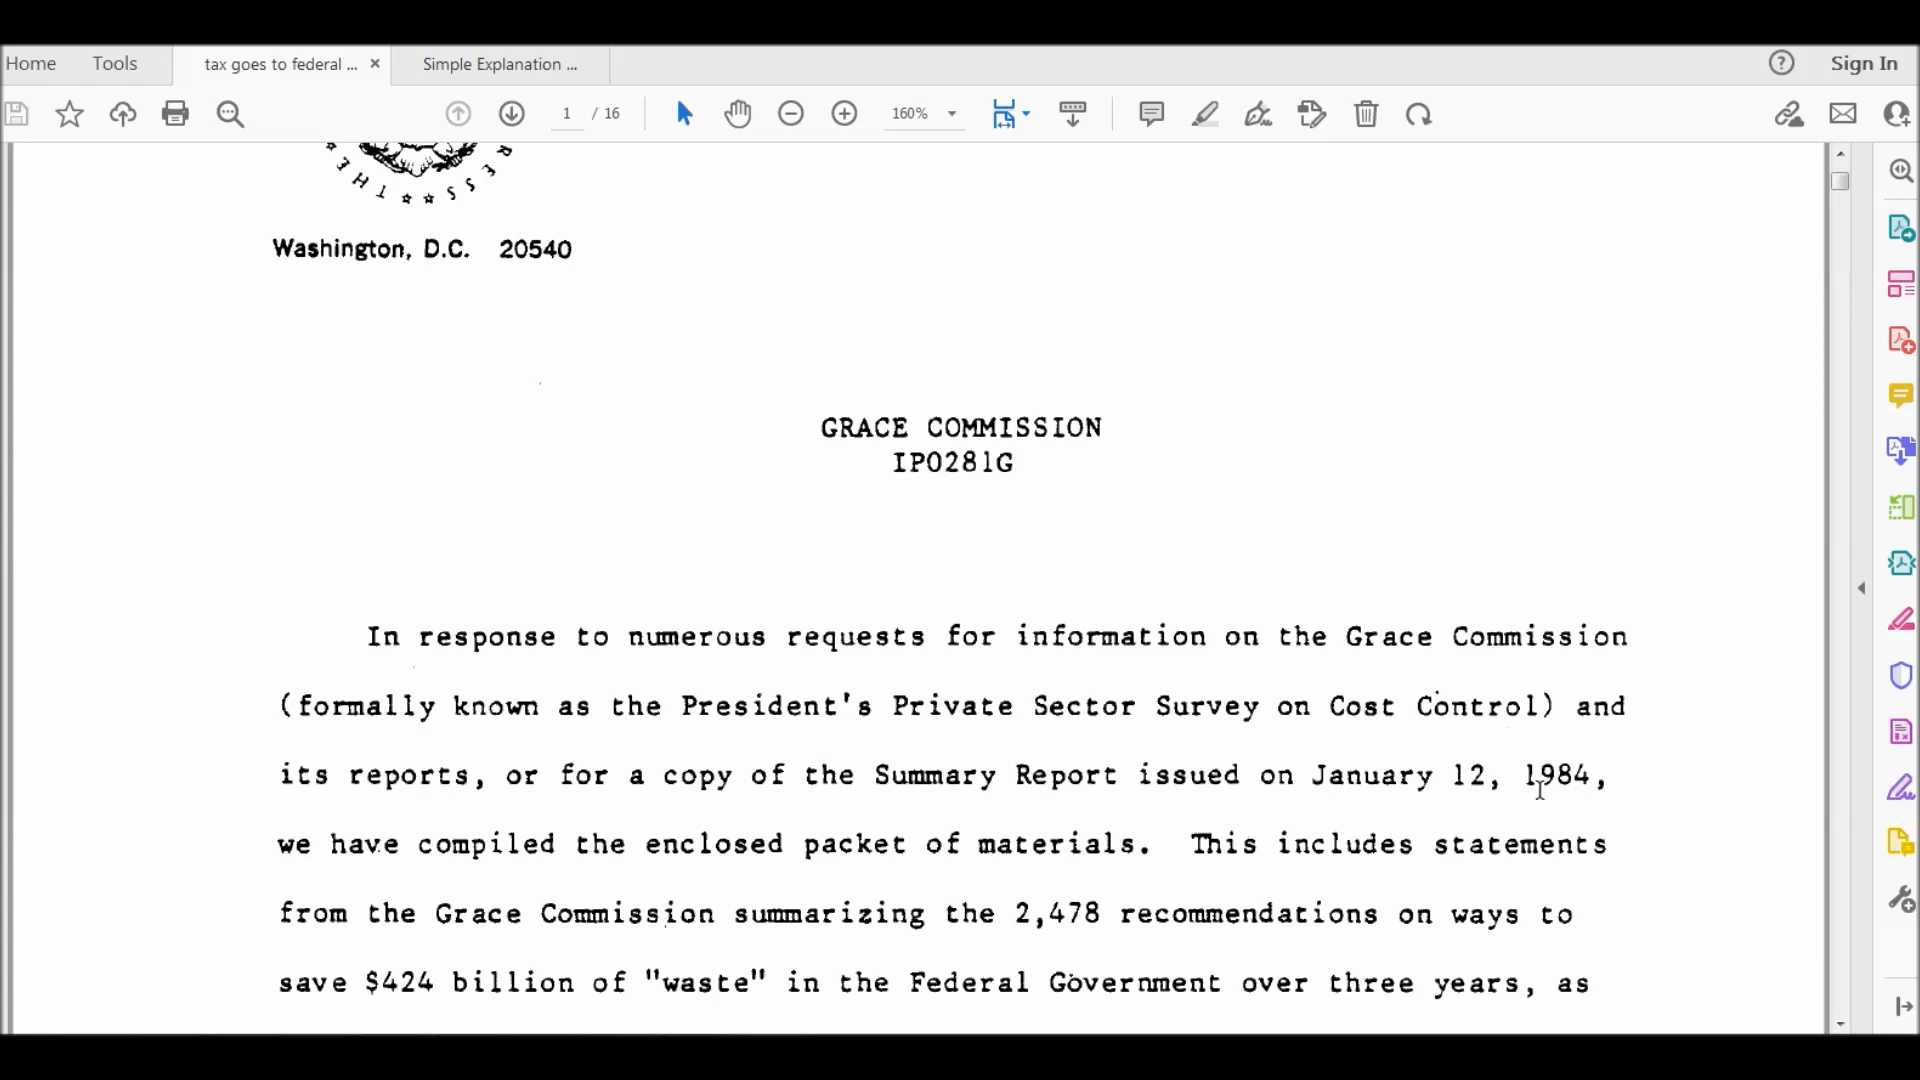 Home Tools tax goes to federal ... × Simple Explanation ... ? Sign In
1 / 16 160%
RESS ☆☆ THE
Washington, D.C. 20540
GRACE COMMISSION
IP0281G
In response to numerous requests for information on the Grace Commission
(formally known as the President's Private Sector Survey on Cost Control) and
its reports, or for a copy of the Summary Report issued on January 12, 1984,
we have compiled the enclosed packet of materials. This includes statements
from the Grace Commission summarizing the 2,478 recommendations on ways to
save $424 billion of "waste" in the Federal Government over three years, as